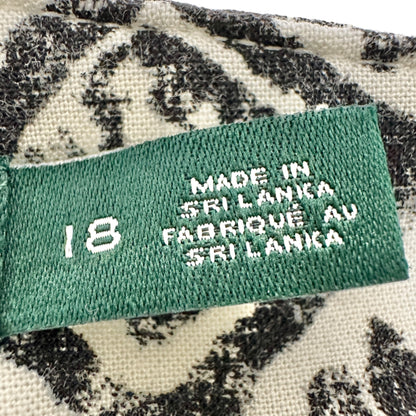 18
MADE IN
SRI LANKA
FABRIQUÉ AU
SRI LANKA